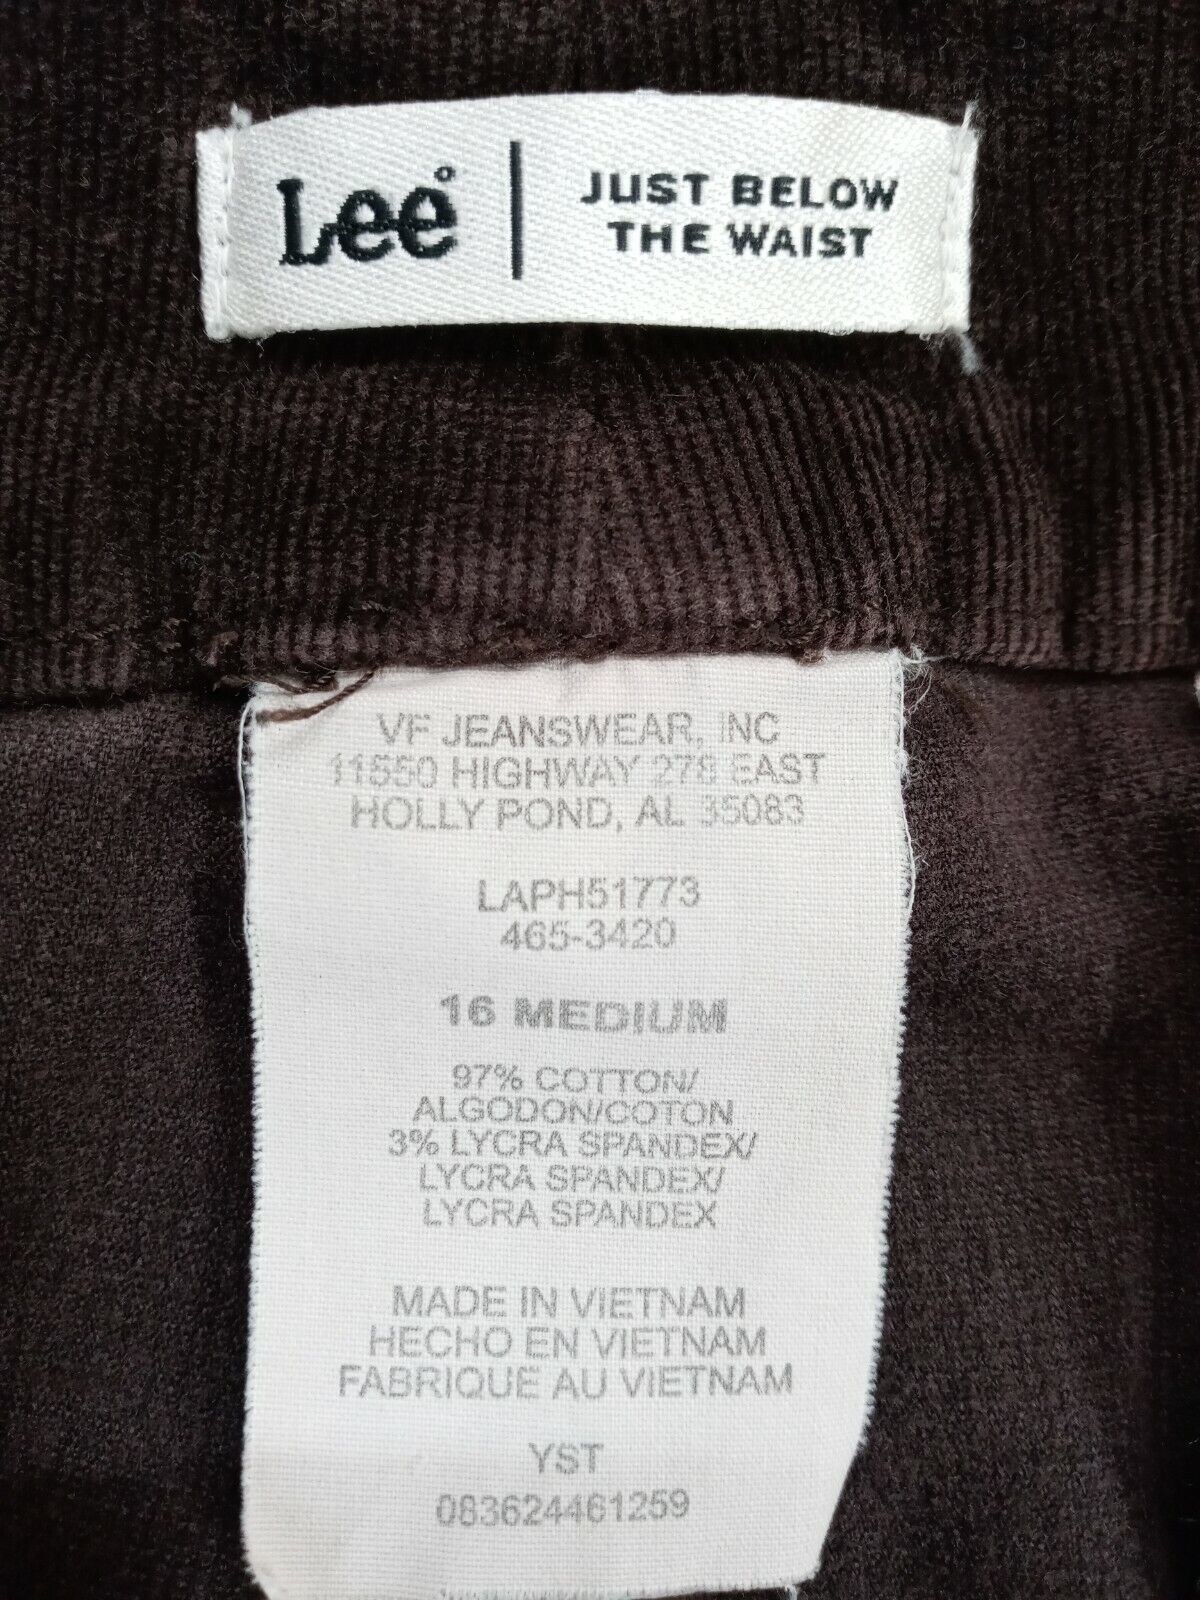 Lee
JUST BELOW
THE WAIST
VF JEANSWEAR, INC
11550 HIGHWAY 278 EAST
HOLLY POND, AL 35083
LAPH51773
465-3420
16 MEDIUM
97% COTTON/
ALGODON/COTON
3% LYCRA SPANDEX/
LYCRA SPANDEX/
LYCRA SPANDEX
MADE IN VIETNAM
HECHO EN VIETNAM
FABRIQUE AU VIETNAM
YST
083624461259